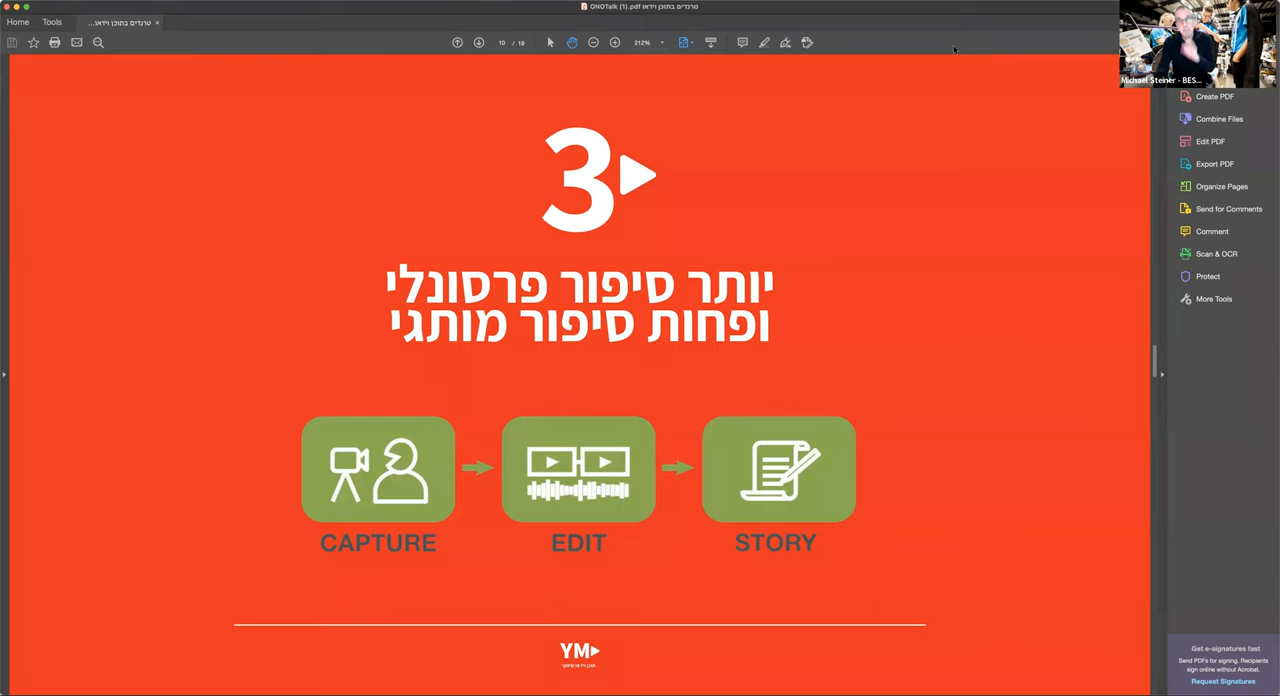 טרנדים בתוכן וידאו ONOTalk (1).pdf
Home
Tools
טרנדים בתוכן וידאו...
10 / 19
212%
Michael Steiner - BES...
3
יותר סיפור פרסונלי
ופחות סיפור מותגי
CAPTURE
EDIT
STORY
YM
תוכן וידאו שיווקי
Create PDF
Combine Files
Edit PDF
Export PDF
Organize Pages
Send for Comments
Comment
Scan & OCR
Protect
More Tools
Get e-signatures fast
Send PDFs for signing. Recipients
sign online without Acrobat.
Request Signatures